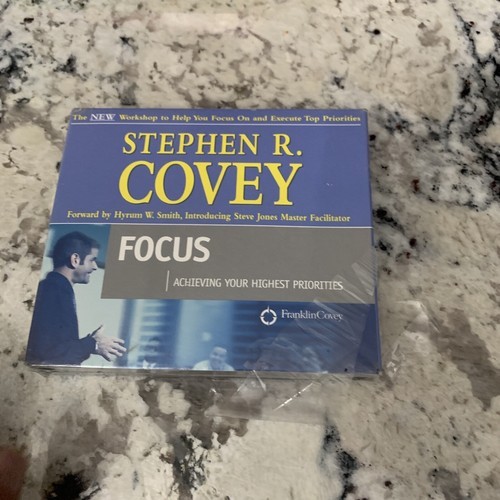 The NEW Workshop to Help You Focus On and Execute Top Priorities
STEPHEN R.
COVEY
Forward by Hyrum W. Smith, Introducing Steve Jones Master Facilitator
FOCUS
ACHIEVING YOUR HIGHEST PRIORITIES
FranklinCovey